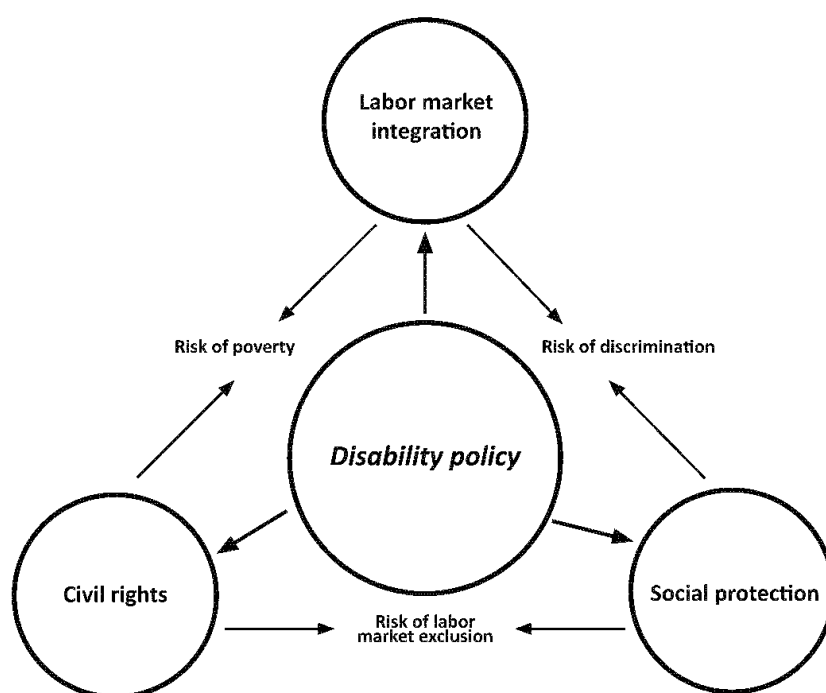 Labor market
integration
Risk of poverty
Risk of discrimination
Disability policy
Civil rights
Social protection
Risk of labor
market exclusion